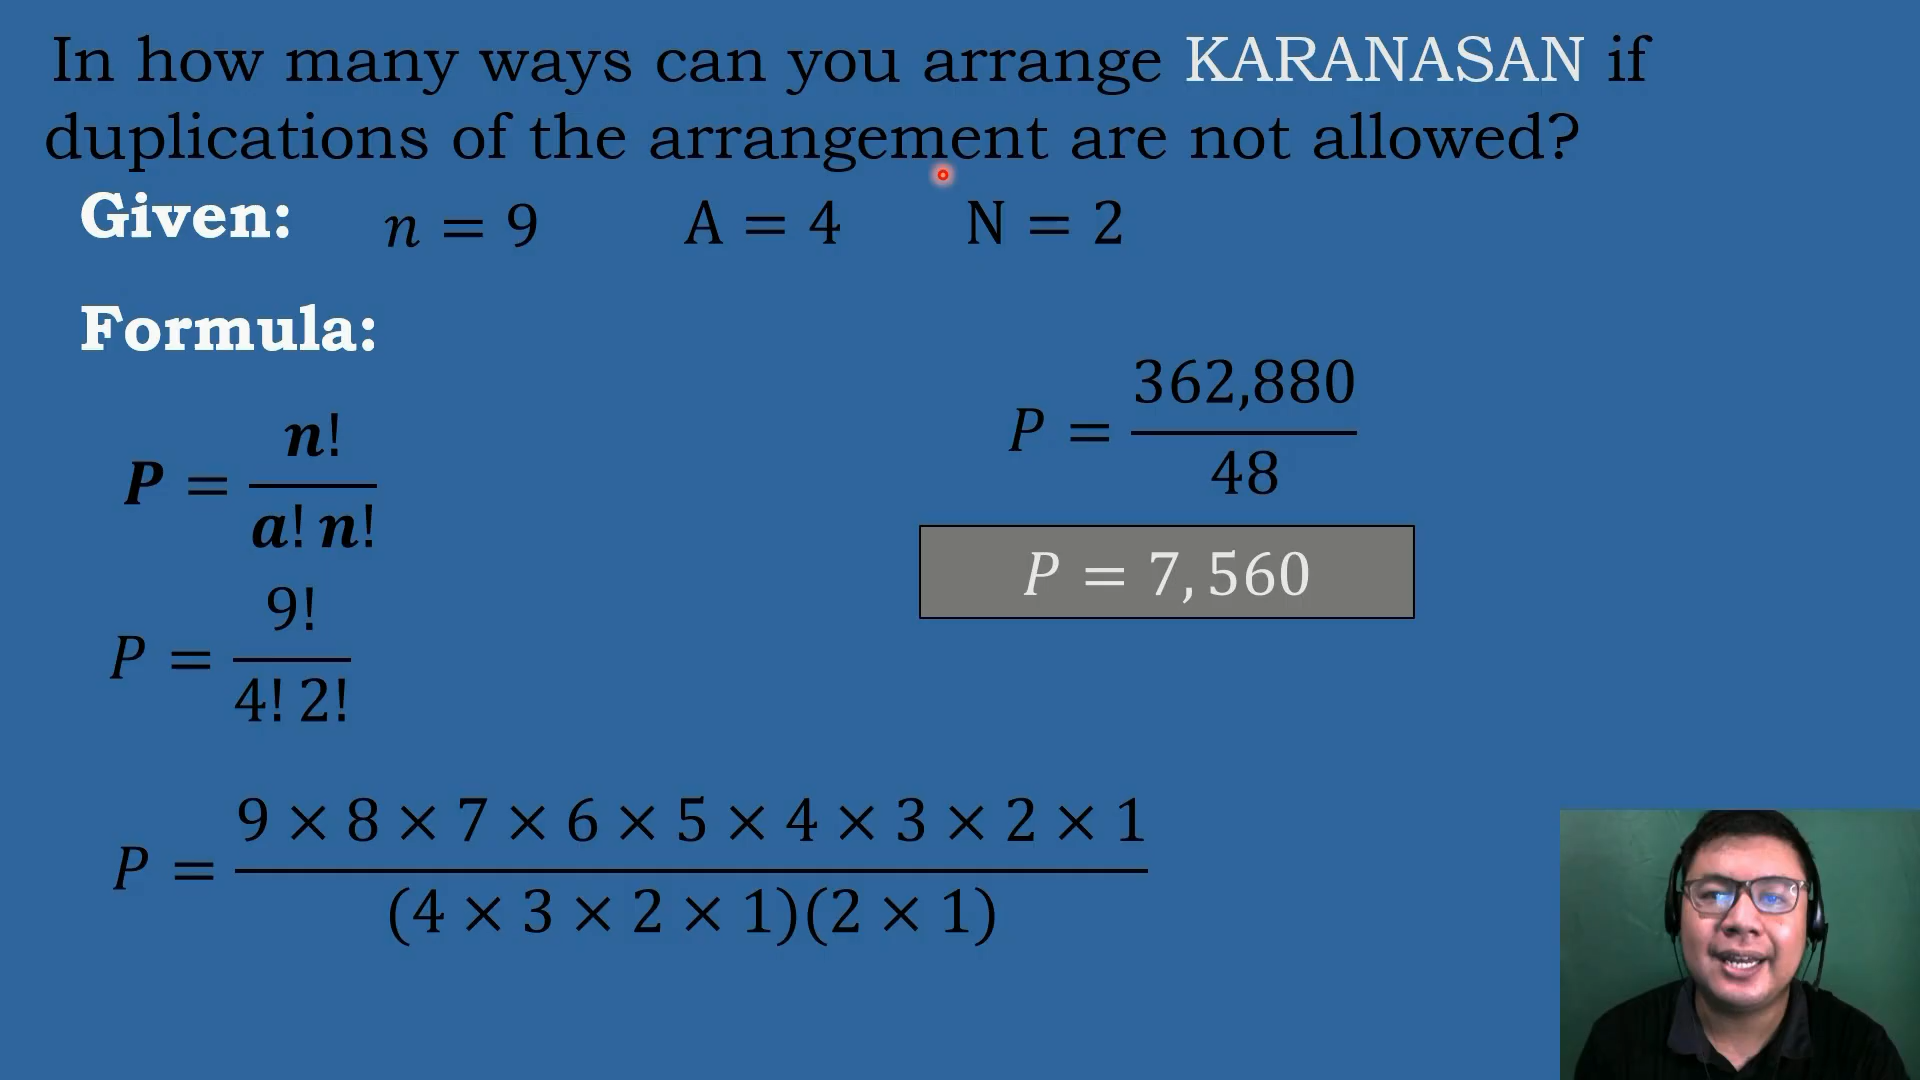 In how many ways can you arrange KARANASAN if
duplications of the arrangement are not allowed?
Given: n = 9 A = 4 N = 2
Formula:
P = n! / a! n!
P = 9! / 4! 2!
P = 9 × 8 × 7 × 6 × 5 × 4 × 3 × 2 × 1 / (4 × 3 × 2 × 1)(2 × 1)
P = 362,880 / 48
P = 7,560